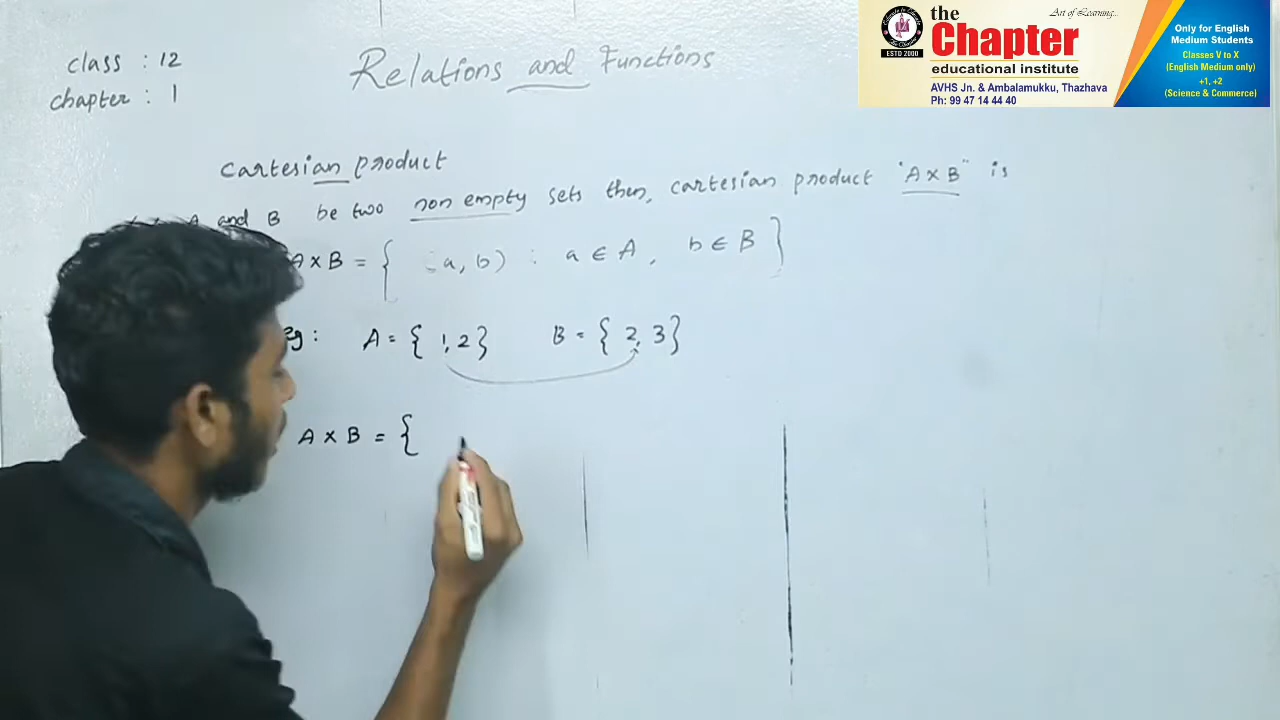 class : 12
chapter : 1
Relations and Functions
the
Chapter
educational institute
Art of Learning...
ESTD 2000
AVHS Jn. & Ambalamukku, Thazhava
Ph: 99 47 14 44 40
Only for English
Medium Students
Classes V to X
(English Medium only)
+1, +2
(Science & Commerce)
cartesian product
A and B be two non empty sets then, cartesian product "A×B" is
A×B = { a, b) : a ∈ A, b ∈ B }
eg: A = { 1, 2 } B = { 2, 3 }
A × B = {